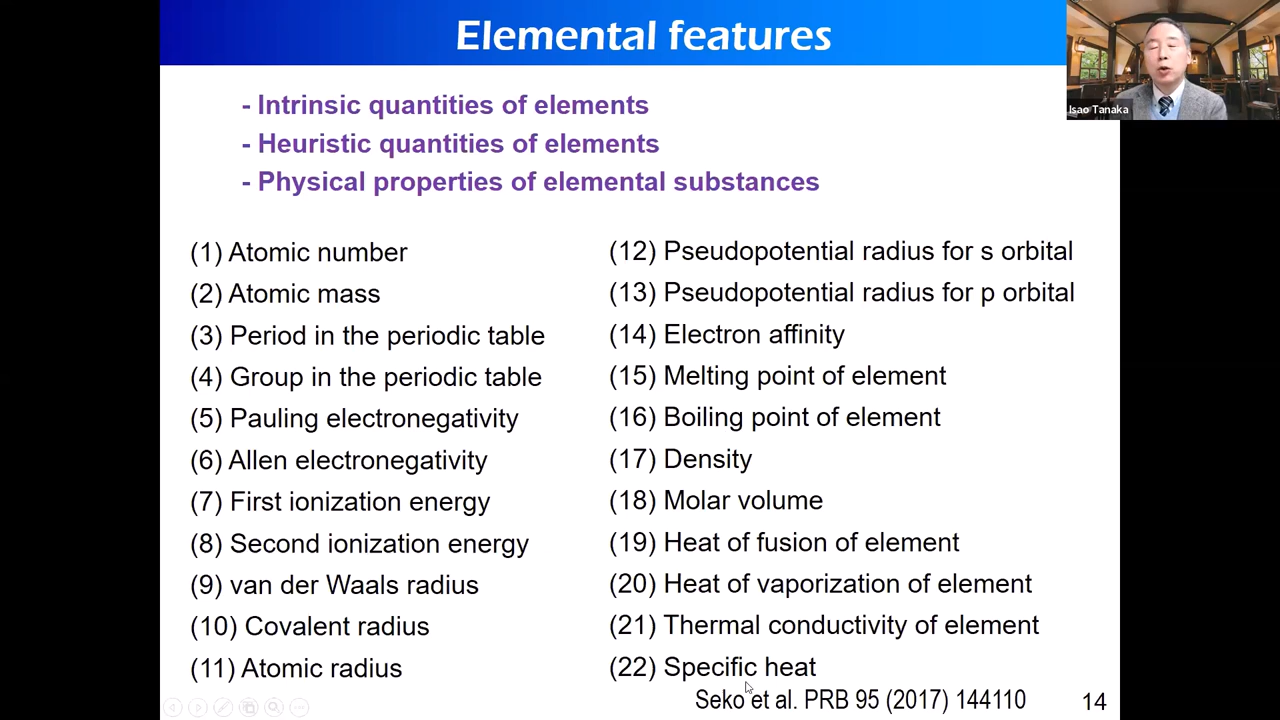 Elemental features
Isao Tanaka
- Intrinsic quantities of elements
- Heuristic quantities of elements
- Physical properties of elemental substances
(1) Atomic number
(2) Atomic mass
(3) Period in the periodic table
(4) Group in the periodic table
(5) Pauling electronegativity
(6) Allen electronegativity
(7) First ionization energy
(8) Second ionization energy
(9) van der Waals radius
(10) Covalent radius
(11) Atomic radius
(12) Pseudopotential radius for s orbital
(13) Pseudopotential radius for p orbital
(14) Electron affinity
(15) Melting point of element
(16) Boiling point of element
(17) Density
(18) Molar volume
(19) Heat of fusion of element
(20) Heat of vaporization of element
(21) Thermal conductivity of element
(22) Specific heat
Seko et al. PRB 95 (2017) 144110
14